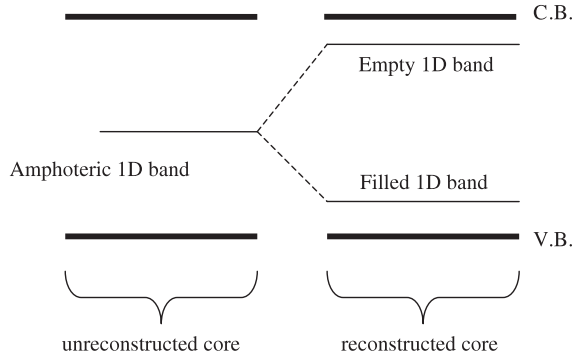 C.B.
Empty 1D band
Amphoteric 1D band
Filled 1D band
V.B.
unreconstructed core
reconstructed core